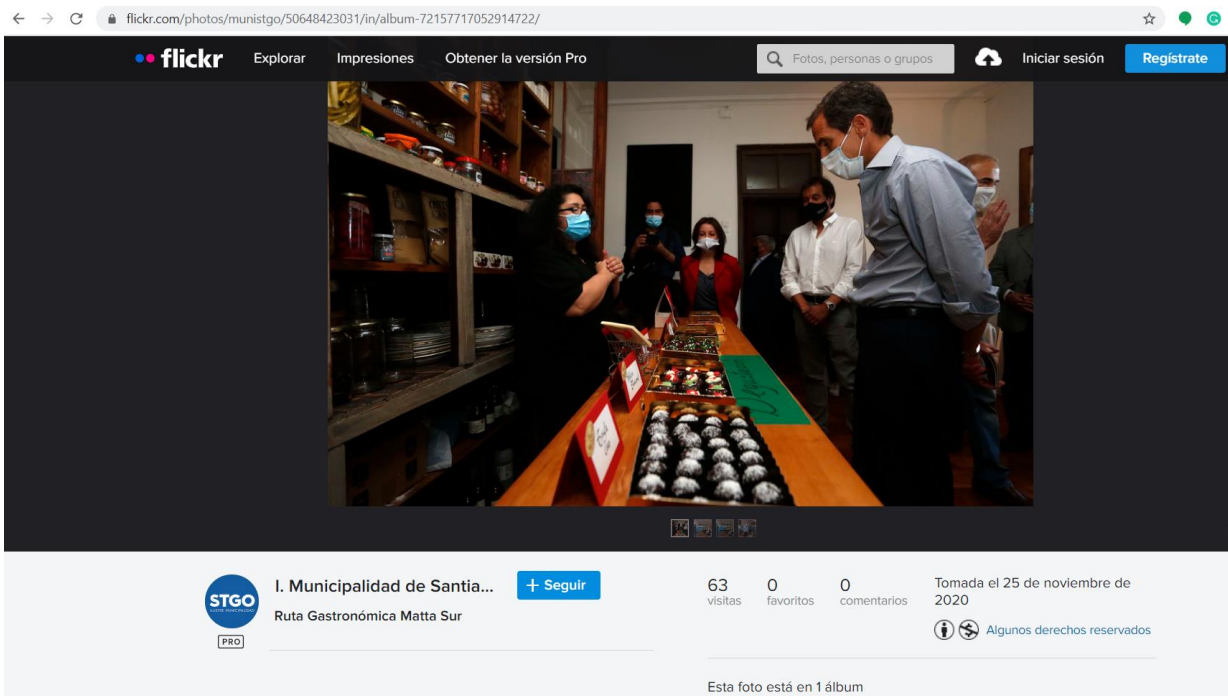 flickr.com/photos/munistgo/50648423031/in/album-72157717052914722/
flickr Explorar Impresiones Obtener la versión Pro Fotos, personas o grupos Iniciar sesión Regístrate
STGO
PRO
I. Municipalidad de Santia...
+ Seguir
Ruta Gastronómica Matta Sur
63 visitas
0 favoritos
0 comentarios
Tomada el 25 de noviembre de
2020
Algunos derechos reservados
Esta foto está en 1 álbum